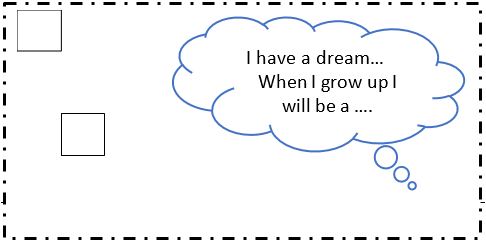 I have a dream...
When I grow up I
will be a ....